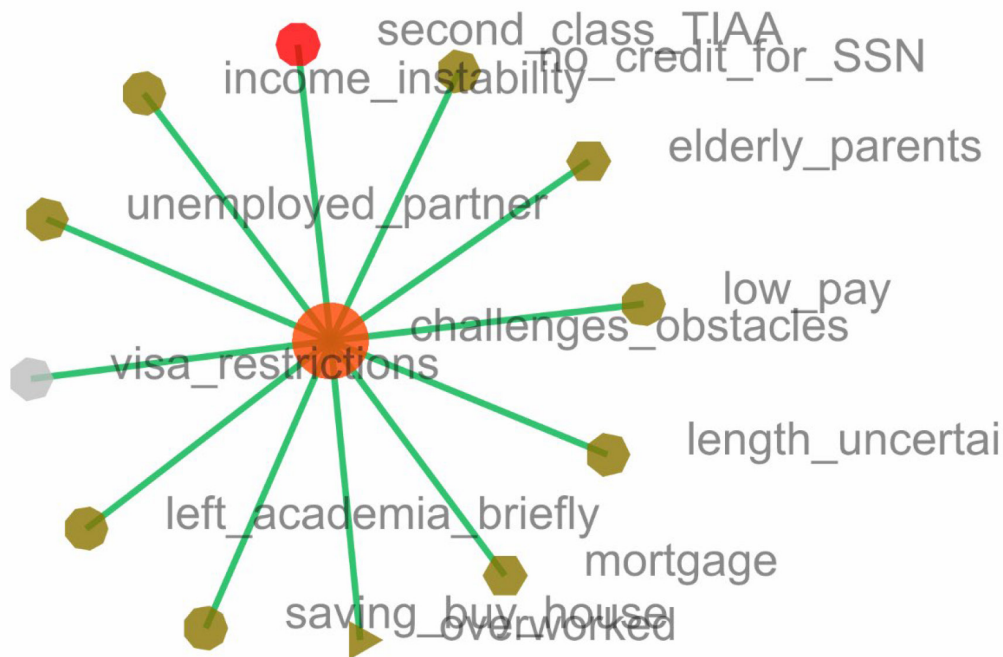 second_class_TIAA
no_credit_for_SSN
income_instability
elderly_parents
unemployed_partner
low_pay
challenges_obstacles
visa_restrictions
length_uncertai
left_academia_briefly
mortgage
saving_buy_house
overworked